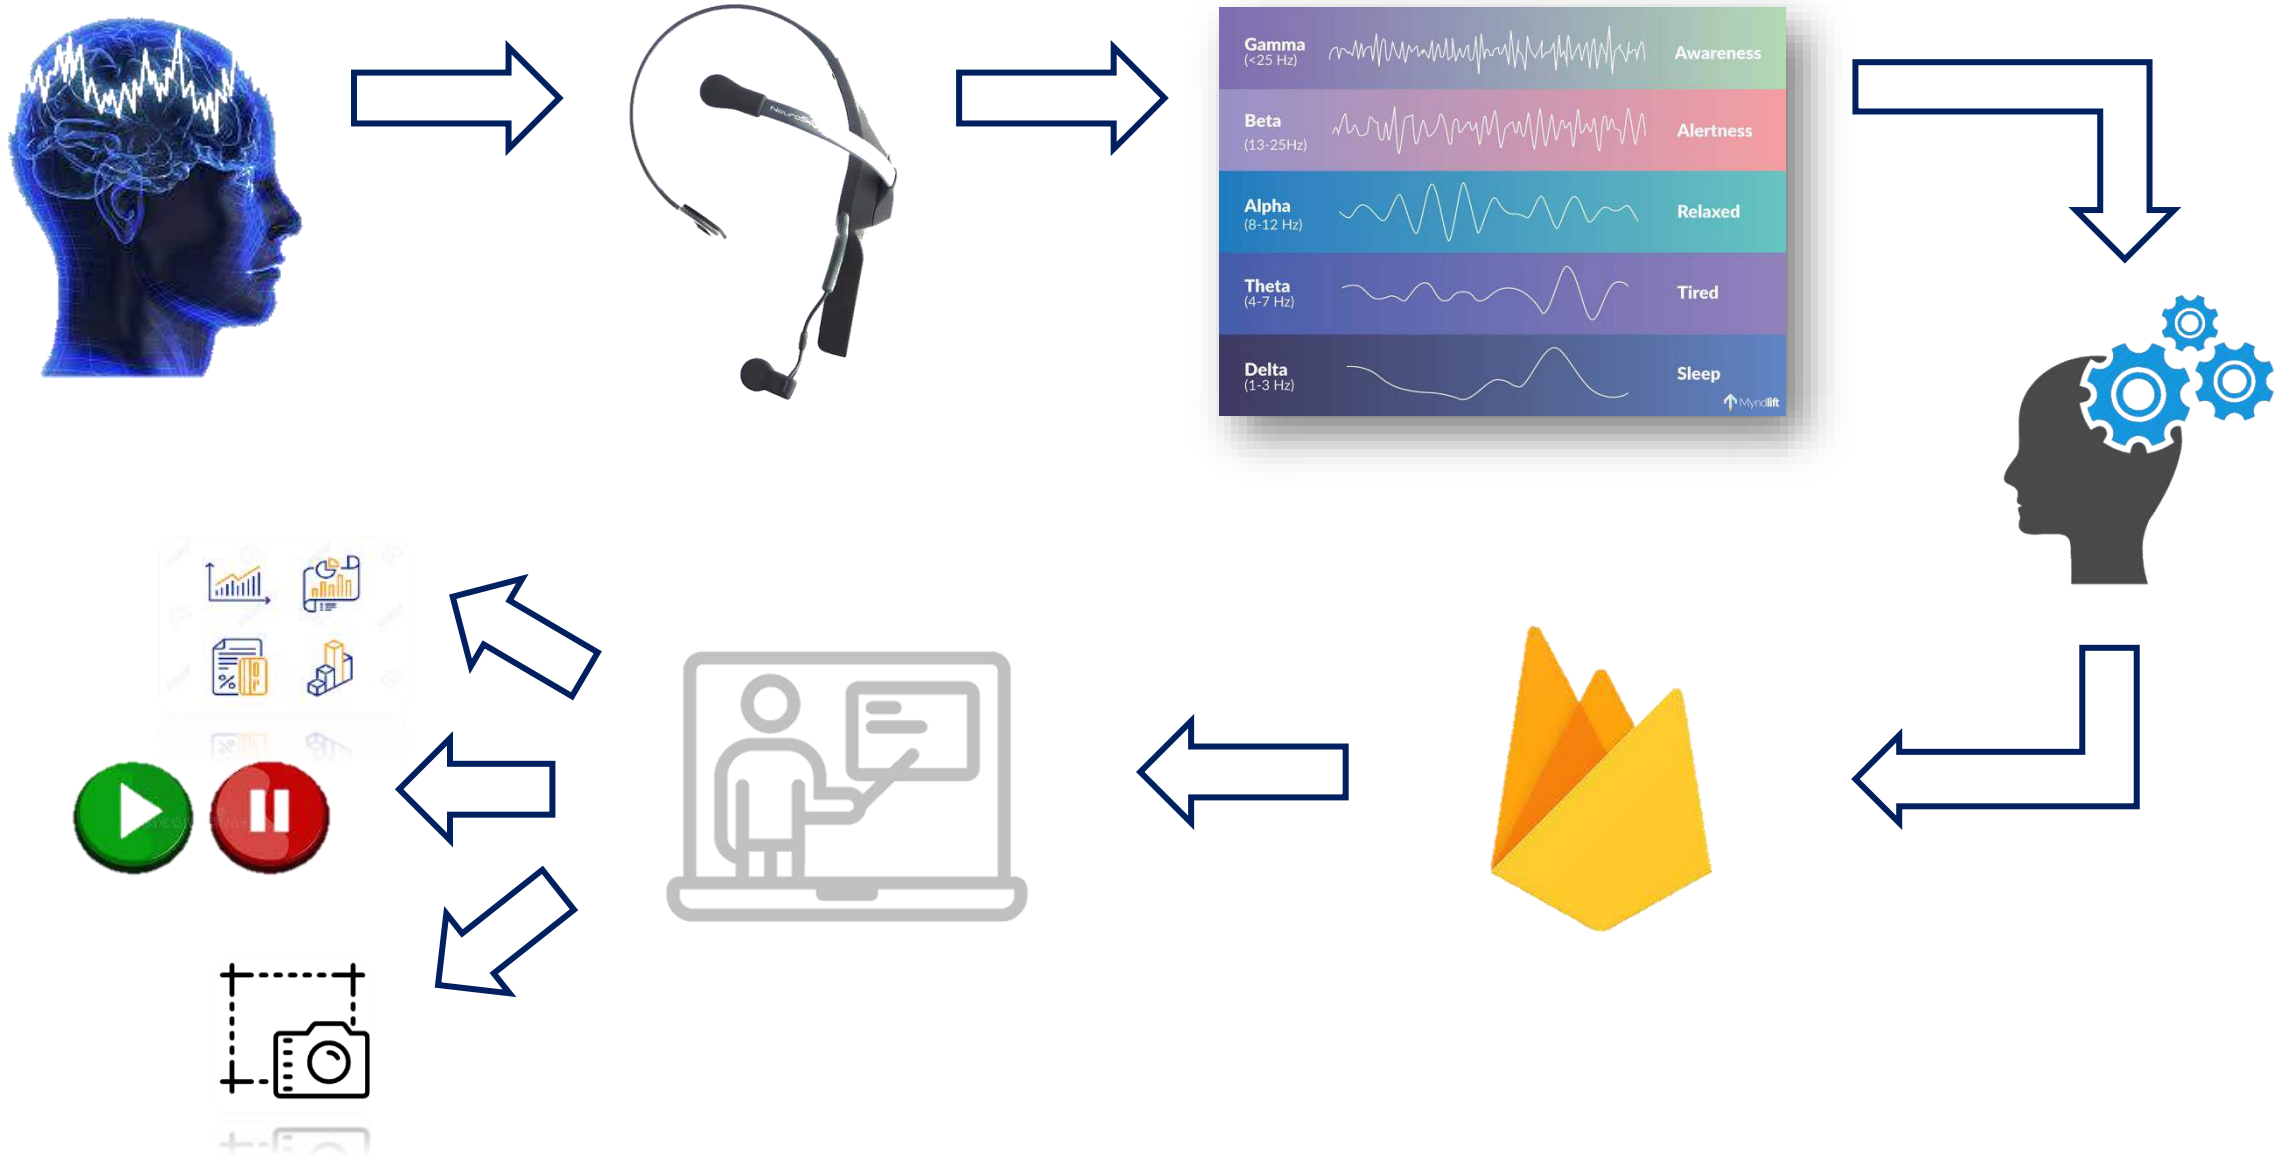 NeuroSky
Gamma
(<25 Hz)
Awareness
Beta
(13-25Hz)
Alertness
Alpha
(8-12 Hz)
Relaxed
Theta
(4-7 Hz)
Tired
Delta
(1-3 Hz)
Sleep
Myndlift
%